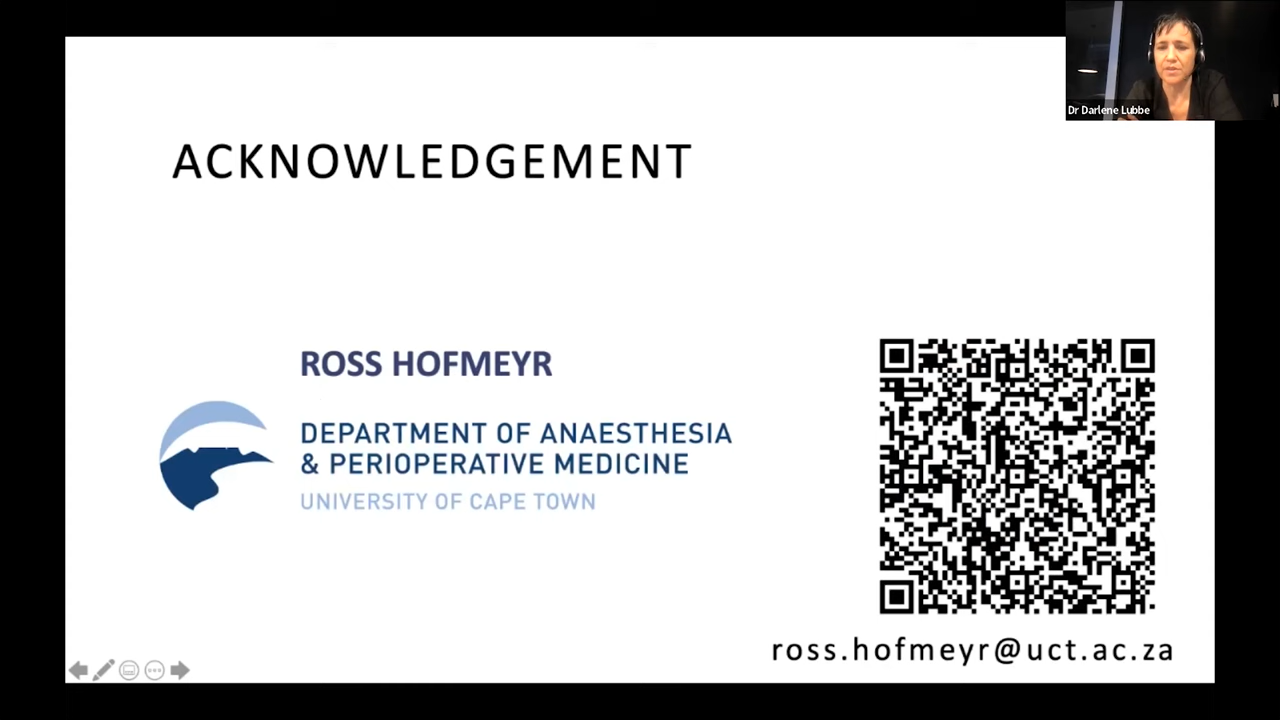 Dr Darlene Lubbe
ACKNOWLEDGEMENT
ROSS HOFMEYR
DEPARTMENT OF ANAESTHESIA
& PERIOPERATIVE MEDICINE
UNIVERSITY OF CAPE TOWN
ross.hofmeyr@uct.ac.za